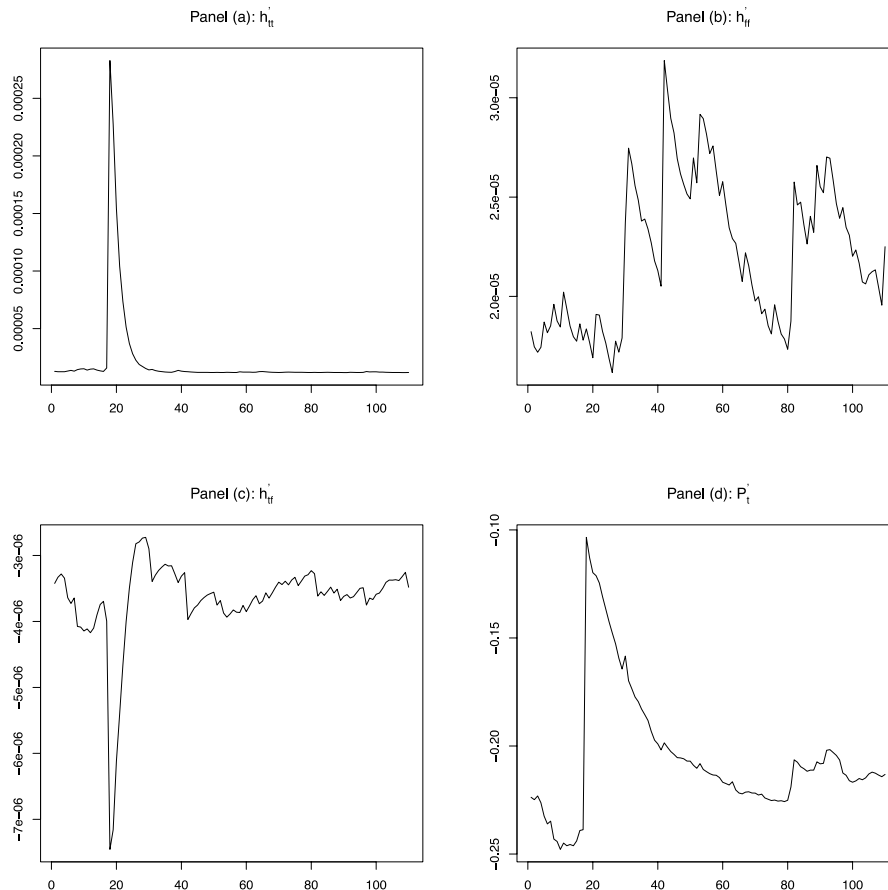 Panel (a): h'tt
0.00025
0.00020
0.00015
0.00010
0.00005
0 20 40 60 80 100
Panel (b): h'ff
3.0e-05
2.5e-05
2.0e-05
0 20 40 60 80 100
Panel (c): h'tf
-3e-06
-4e-06
-5e-06
-6e-06
-7e-06
0 20 40 60 80 100
Panel (d): P't
-0.10
-0.15
-0.20
-0.25
0 20 40 60 80 100